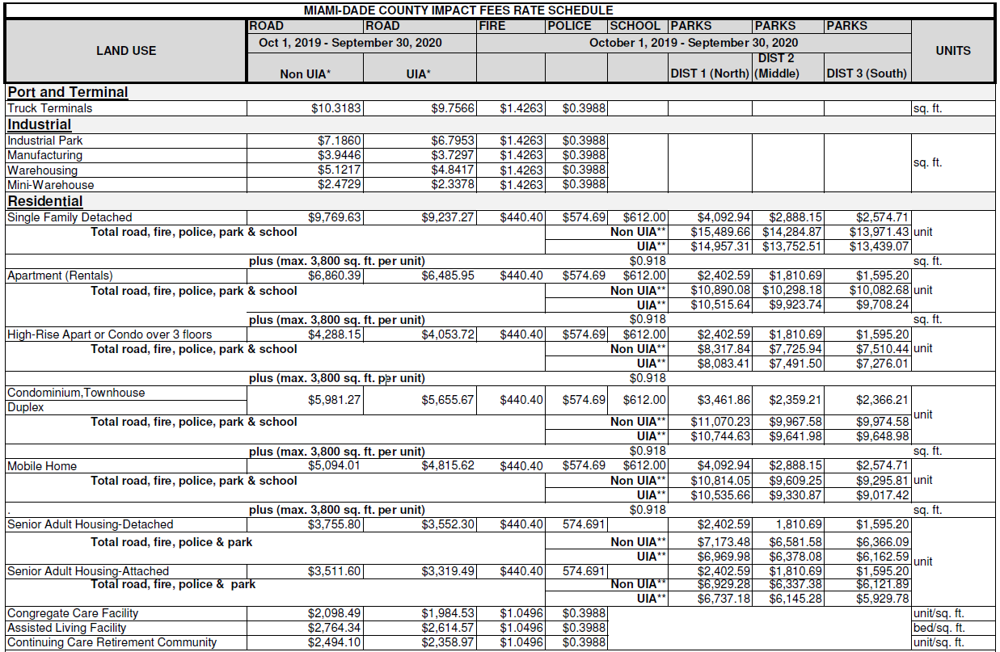 MIAMI-DADE COUNTY IMPACT FEES RATE SCHEDULE
LAND USE ROAD ROAD FIRE POLICE SCHOOL PARKS PARKS PARKS UNITS
Oct 1, 2019 - September 30, 2020 October 1, 2019 - September 30, 2020
Non UIA* UIA* DIST 1 (North) DIST 2 (Middle) DIST 3 (South)
Port and Terminal
Truck Terminals $10.3183 $9.7566 $1.4263 $0.3988 sq. ft.
Industrial
Industrial Park $7.1860 $6.7953 $1.4263 $0.3988
Manufacturing $3.9446 $3.7297 $1.4263 $0.3988
sq. ft.
Warehousing $5.1217 $4.8417 $1.4263 $0.3988
Mini-Warehouse $2.4729 $2.3378 $1.4263 $0.3988
Residential
Single Family Detached $9,769.63 $9,237.27 $440.40 $574.69 $612.00 $4,092.94 $2,888.15 $2,574.71
Total road, fire, police, park & school Non UIA** $15,489.66 $14,284.87 $13,971.43 unit
UIA** $14,957.31 $13,752.51 $13,439.07
plus (max. 3,800 sq. ft. per unit) $0.918 sq. ft.
Apartment (Rentals) $6,860.39 $6,485.95 $440.40 $574.69 $612.00 $2,402.59 $1,810.69 $1,595.20
Total road, fire, police, park & school Non UIA** $10,890.08 $10,298.18 $10,082.68 unit
UIA** $10,515.64 $9,923.74 $9,708.24
plus (max. 3,800 sq. ft. per unit) $0.918 sq. ft.
High-Rise Apart or Condo over 3 floors $4,288.15 $4,053.72 $440.40 $574.69 $612.00 $2,402.59 $1,810.69 $1,595.20
Total road, fire, police, park & school Non UIA** $8,317.84 $7,725.94 $7,510.44 unit
UIA** $8,083.41 $7,491.50 $7,276.01
plus (max. 3,800 sq. ft. per unit) $0.918
Condominium,Townhouse
Duplex $5,981.27 $5,655.67 $440.40 $574.69 $612.00 $3,461.86 $2,359.21 $2,366.21
unit
Total road, fire, police, park & school Non UIA** $11,070.23 $9,967.58 $9,974.58
UIA** $10,744.63 $9,641.98 $9,648.98
plus (max. 3,800 sq. ft. per unit) $0.918 sq. ft.
Mobile Home $5,094.01 $4,815.62 $440.40 $574.69 $612.00 $4,092.94 $2,888.15 $2,574.71
Total road, fire, police, park & school Non UIA** $10,814.05 $9,609.25 $9,295.81 unit
UIA** $10,535.66 $9,330.87 $9,017.42
. plus (max. 3,800 sq. ft. per unit) $0.918 sq. ft.
Senior Adult Housing-Detached $3,755.80 $3,552.30 $440.40 574.691 $2,402.59 1,810.69 $1,595.20
Total road, fire, police & park Non UIA** $7,173.48 $6,581.58 $6,366.09
UIA** $6,969.98 $6,378.08 $6,162.59
unit
Senior Adult Housing-Attached $3,511.60 $3,319.49 $440.40 574.691 $2,402.59 $1,810.69 $1,595.20
Total road, fire, police & park Non UIA** $6,929.28 $6,337.38 $6,121.89
UIA** $6,737.18 $6,145.28 $5,929.78
Congregate Care Facility $2,098.49 $1,984.53 $1.0496 $0.3988 unit/sq. ft.
Assisted Living Facility $2,764.34 $2,614.57 $1.0496 $0.3988 bed/sq. ft.
Continuing Care Retirement Community $2,494.10 $2,358.97 $1.0496 $0.3988 unit/sq. ft.